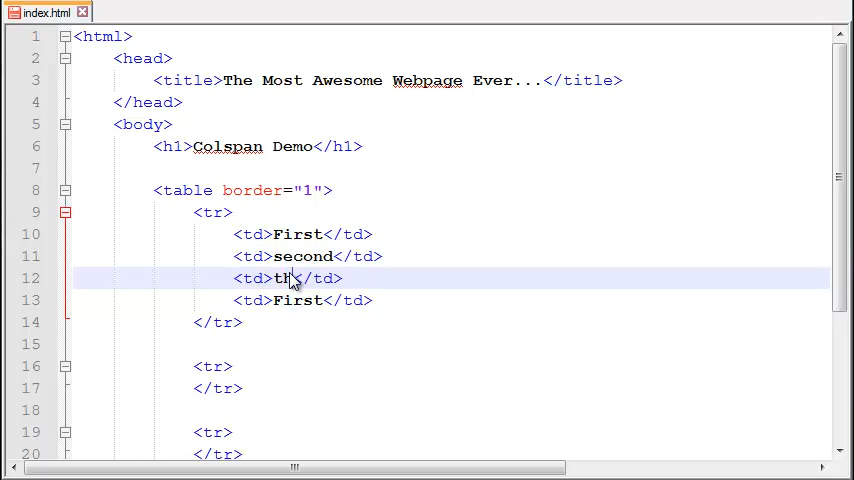 index.html
1 <html>
2 <head>
3 <title>The Most Awesome Webpage Ever...</title>
4 </head>
5 <body>
6 <h1>Colspan Demo</h1>
7
8 <table border="1">
9 <tr>
10 <td>First</td>
11 <td>second</td>
12 <td>th</td>
13 <td>First</td>
14 </tr>
15
16 <tr>
17 </tr>
18
19 <tr>
20 </tr>